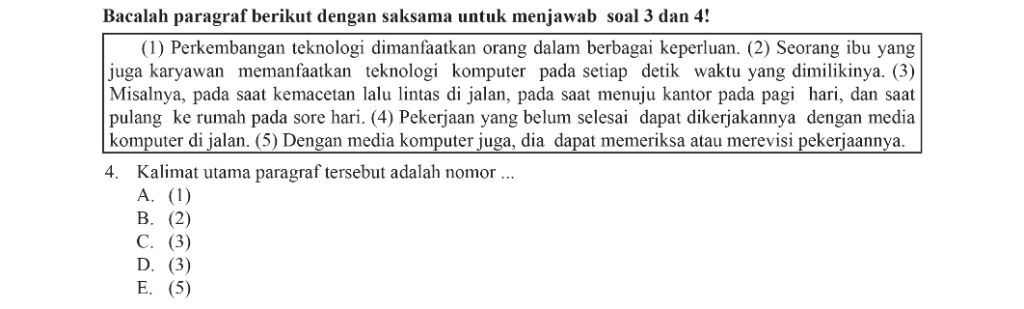 Bacalah paragraf berikut dengan saksama untuk menjawab soal 3 dan 4!
(1) Perkembangan teknologi dimanfaatkan orang dalam berbagai keperluan. (2) Seorang ibu yang
juga karyawan memanfaatkan teknologi komputer pada setiap detik waktu yang dimilikinya. (3)
Misalnya, pada saat kemacetan lalu lintas di jalan, pada saat menuju kantor pada pagi hari, dan saat
pulang ke rumah pada sore hari. (4) Pekerjaan yang belum selesai dapat dikerjakannya dengan media
komputer di jalan. (5) Dengan media komputer juga, dia dapat memeriksa atau merevisi pekerjaannya.
4. Kalimat utama paragraf tersebut adalah nomor ...
A. (1)
B. (2)
C. (3)
D. (3)
E. (5)